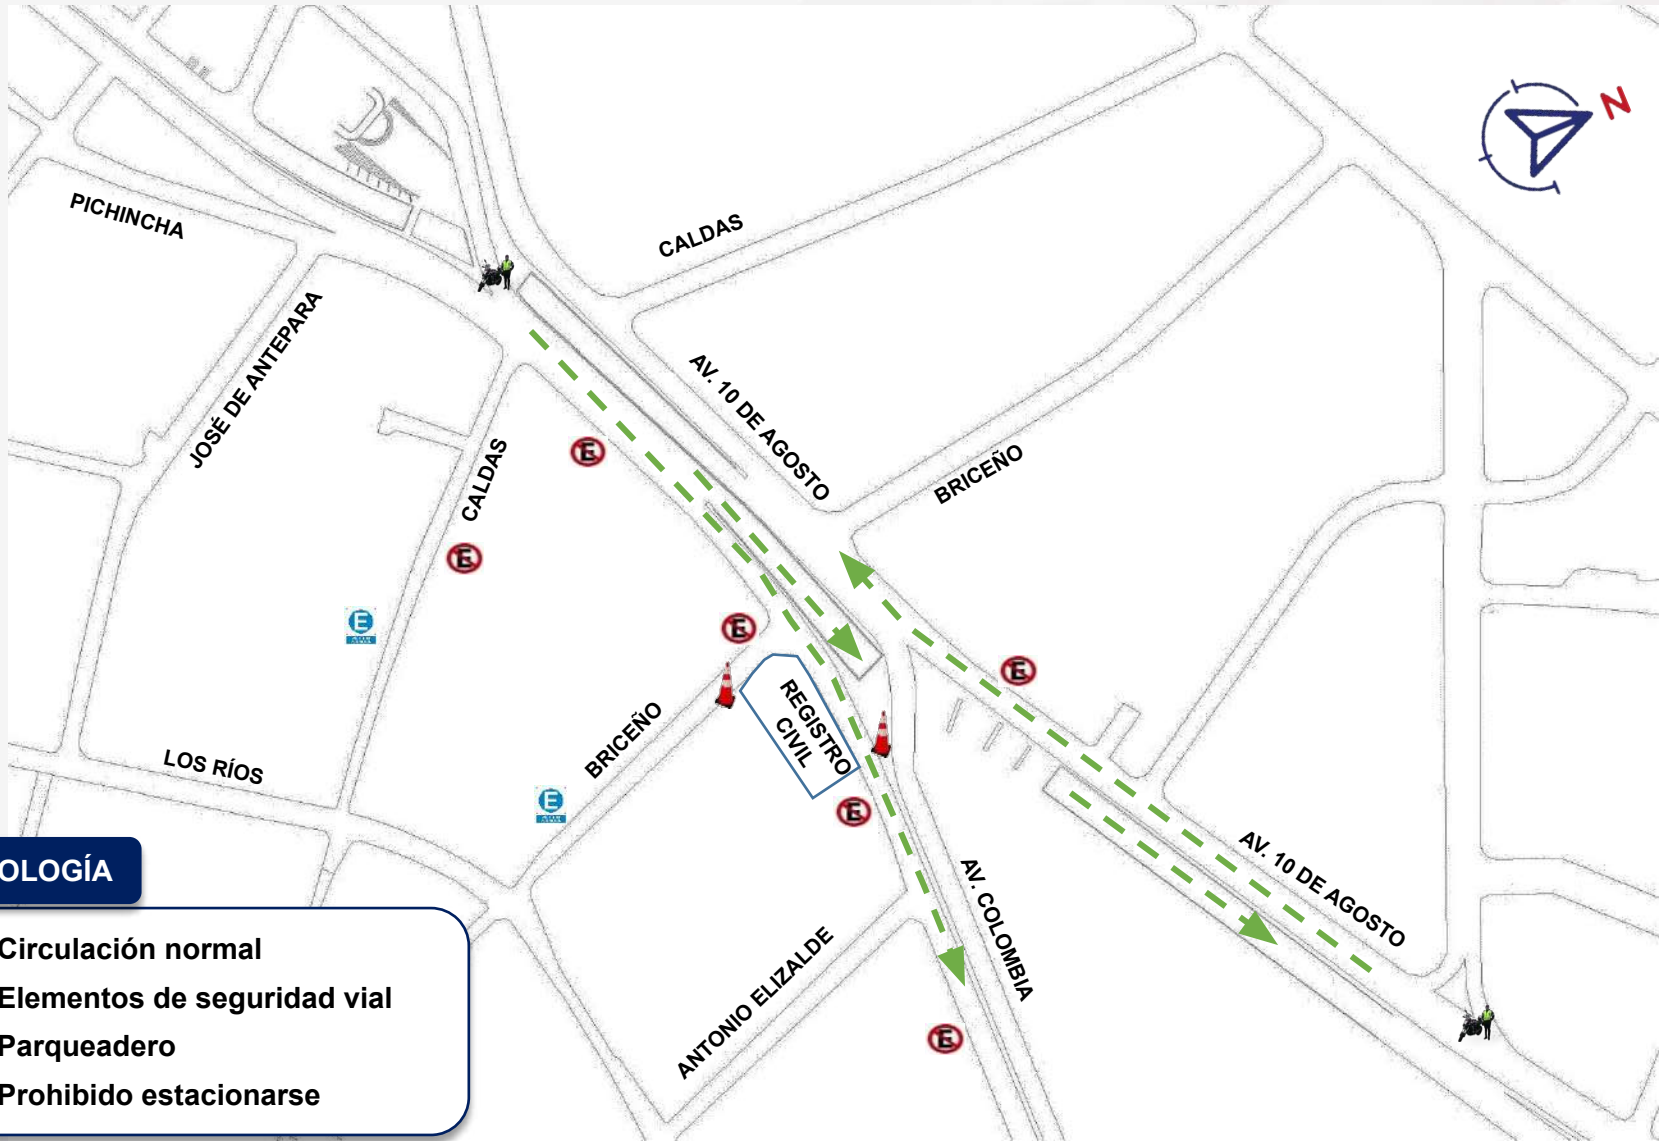 N
PICHINCHA
CALDAS
JOSÉ DE ANTEPARA
AV. 10 DE AGOSTO
CALDAS
E
BRICEÑO
E
E
E
E
REGISTRO
CIVIL
BRICEÑO
LOS RÍOS
E
E
AV. 10 DE AGOSTO
AV. COLOMBIA
ANTONIO ELIZALDE
E
OLOGÍA
Circulación normal
Elementos de seguridad vial
Parqueadero
Prohibido estacionarse